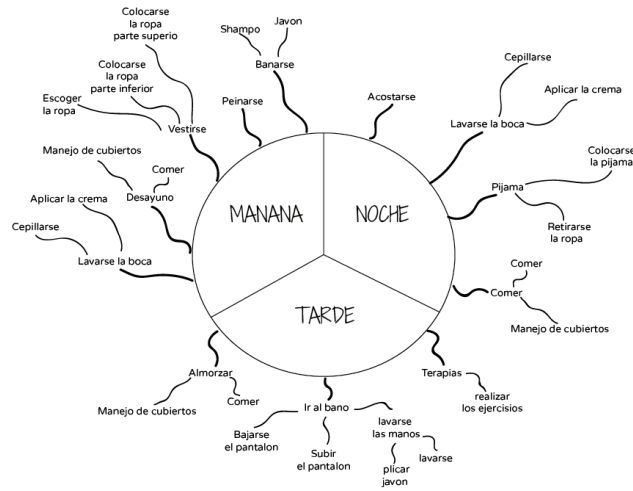 Colocarse
la ropa
parte superio
Shampo
Javon
Banarse
Colocarse
la ropa
parte inferior
Escoger
la ropa
Vestirse
Peinarse
Acostarse
Cepillarse
Aplicar la crema
Lavarse la boca
Manejo de cubiertos
Comer
Desayuno
Colocarse
la pijama
Pijama
Retirarse
la ropa
Aplicar la crema
Cepillarse
Lavarse la boca
MANANA
NOCHE
TARDE
Comer
Comer
Manejo de cubiertos
Almorzar
Manejo de cubiertos
Comer
Terapias
realizar
los ejercisios
Ir al bano
Bajarse
el pantalon
Subir
el pantalon
lavarse
las manos
plicar
javon
lavarse